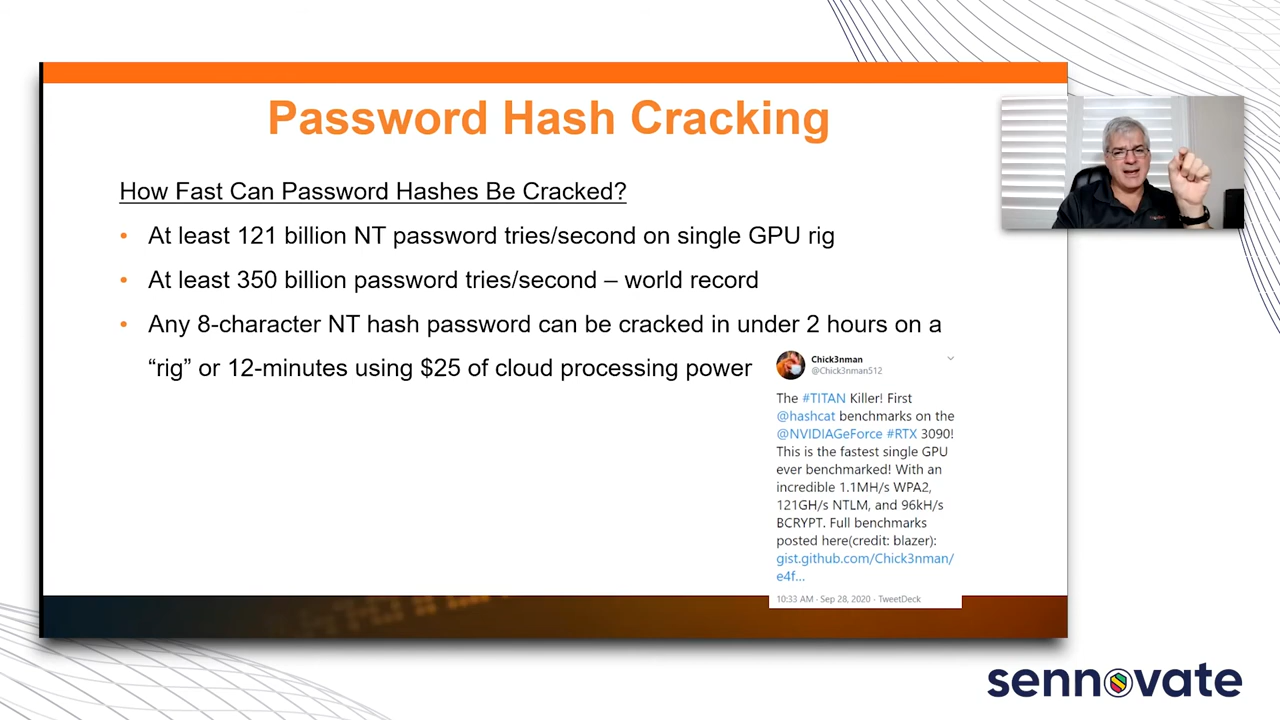 Password Hash Cracking
How Fast Can Password Hashes Be Cracked?
• At least 121 billion NT password tries/second on single GPU rig
• At least 350 billion password tries/second – world record
• Any 8-character NT hash password can be cracked in under 2 hours on a
“rig” or 12-minutes using $25 of cloud processing power
Chick3nman
@Chick3nman512
The #TITAN Killer! First
@hashcat benchmarks on the
@NVIDIAGeForce #RTX 3090!
This is the fastest single GPU
ever benchmarked! With an
incredible 1.1MH/s WPA2,
121GH/s NTLM, and 96kH/s
BCRYPT. Full benchmarks
posted here(credit: blazer):
gist.github.com/Chick3nman/
e4f...
10:33 AM · Sep 28, 2020 · TweetDeck
sennovate